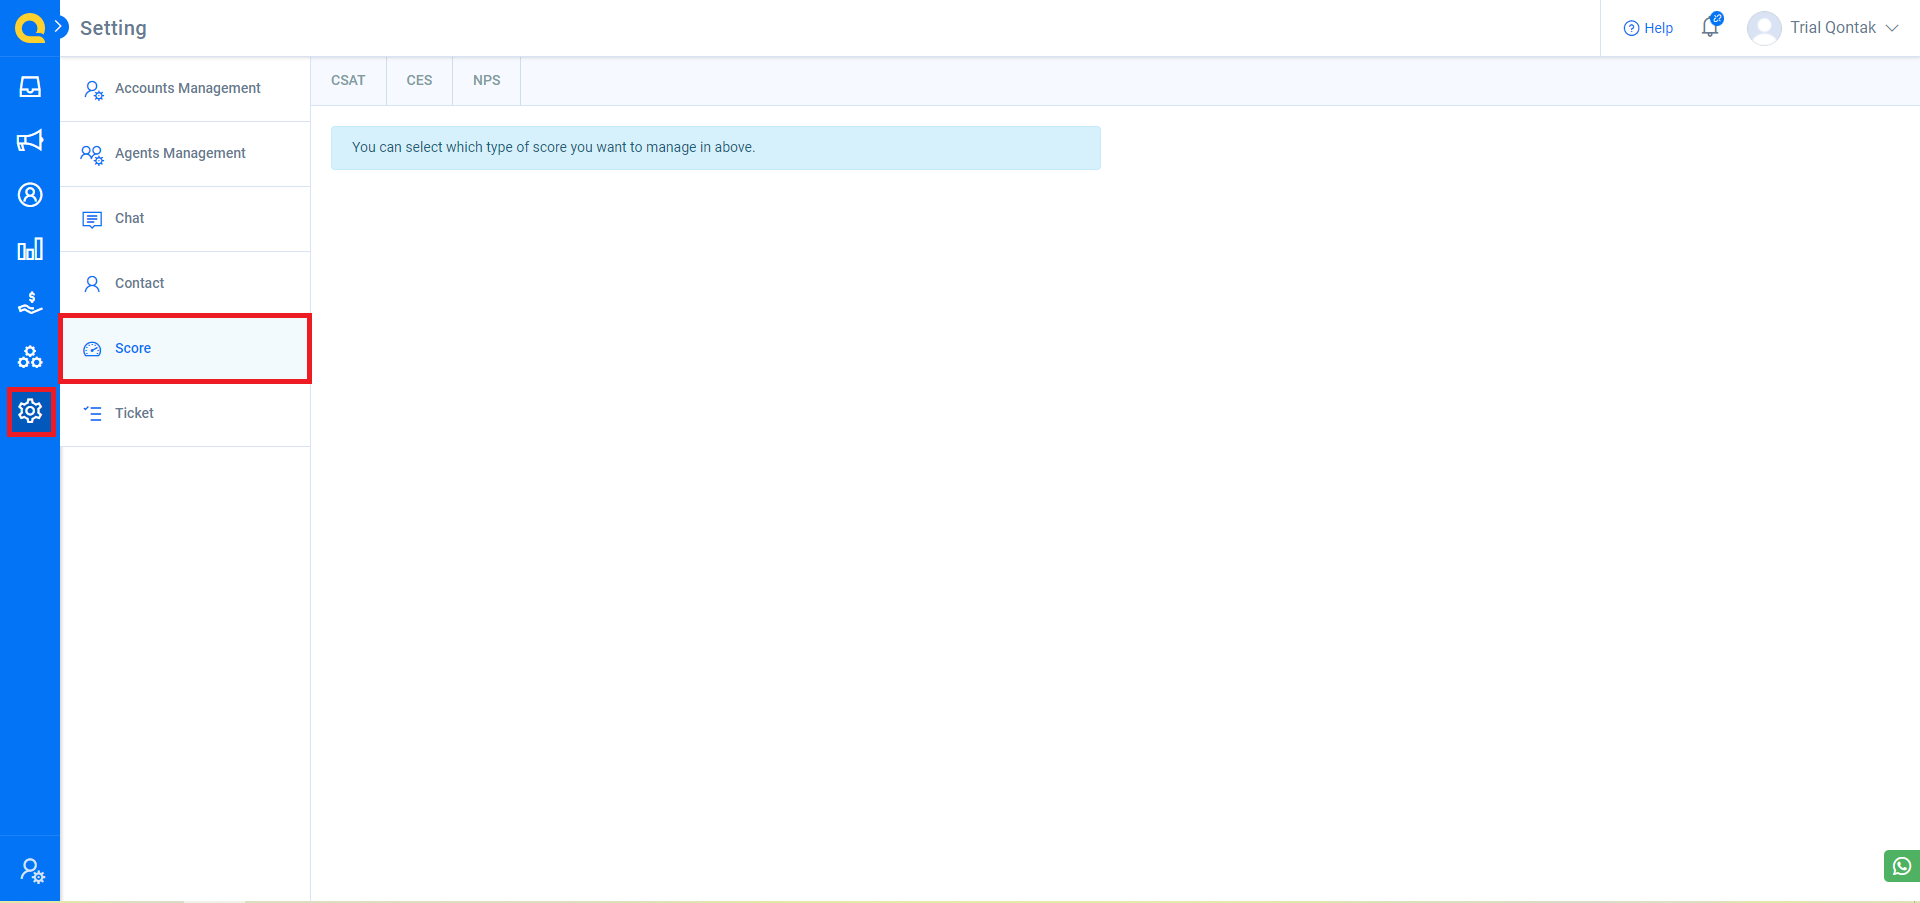 Setting
Help
Trial Qontak
Accounts Management
Agents Management
Chat
Contact
Score
Ticket
CSAT
CES
NPS
You can select which type of score you want to manage in above.